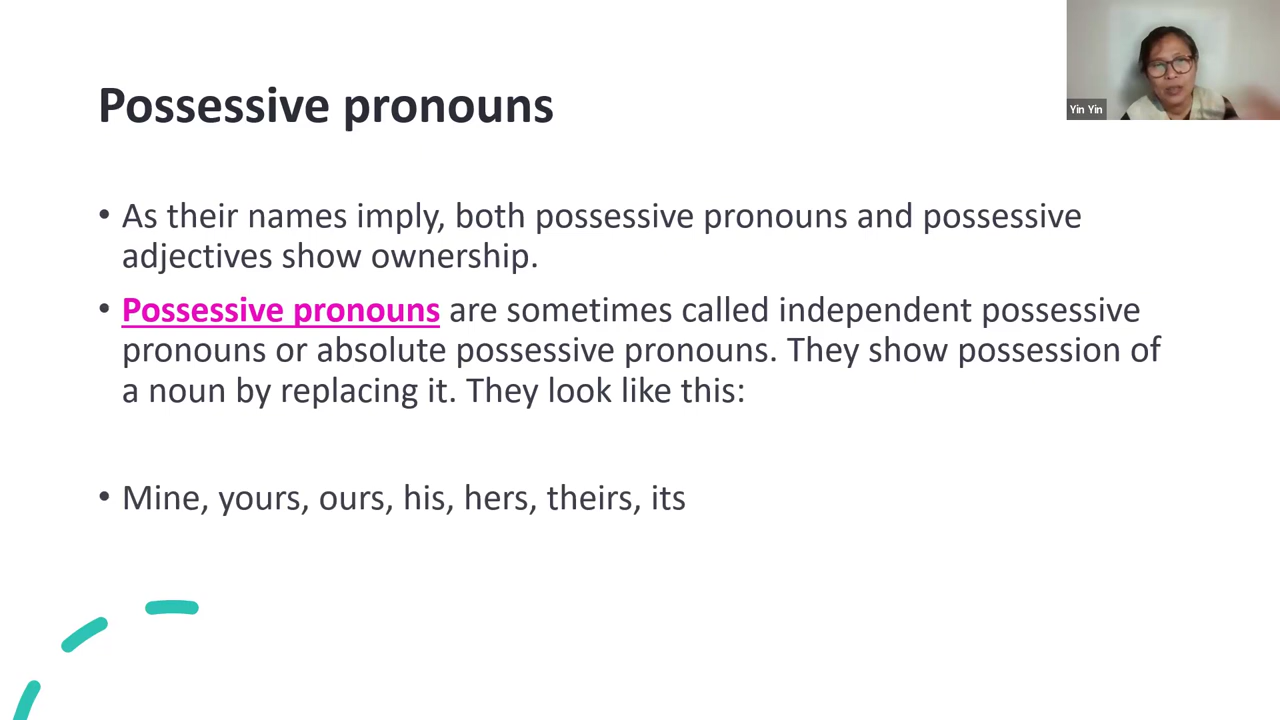 Possessive pronouns
Yin Yin
• As their names imply, both possessive pronouns and possessive
adjectives show ownership.
• Possessive pronouns are sometimes called independent possessive
pronouns or absolute possessive pronouns. They show possession of
a noun by replacing it. They look like this:
• Mine, yours, ours, his, hers, theirs, its